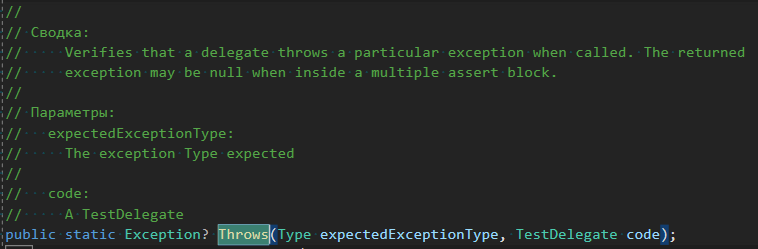 //
// Сводка:
//     Verifies that a delegate throws a particular exception when called. The returned
//     exception may be null when inside a multiple assert block.
//
// Параметры:
//   expectedExceptionType:
//     The exception Type expected
//
//   code:
//     A TestDelegate
public static Exception? Throws(Type expectedExceptionType, TestDelegate code);